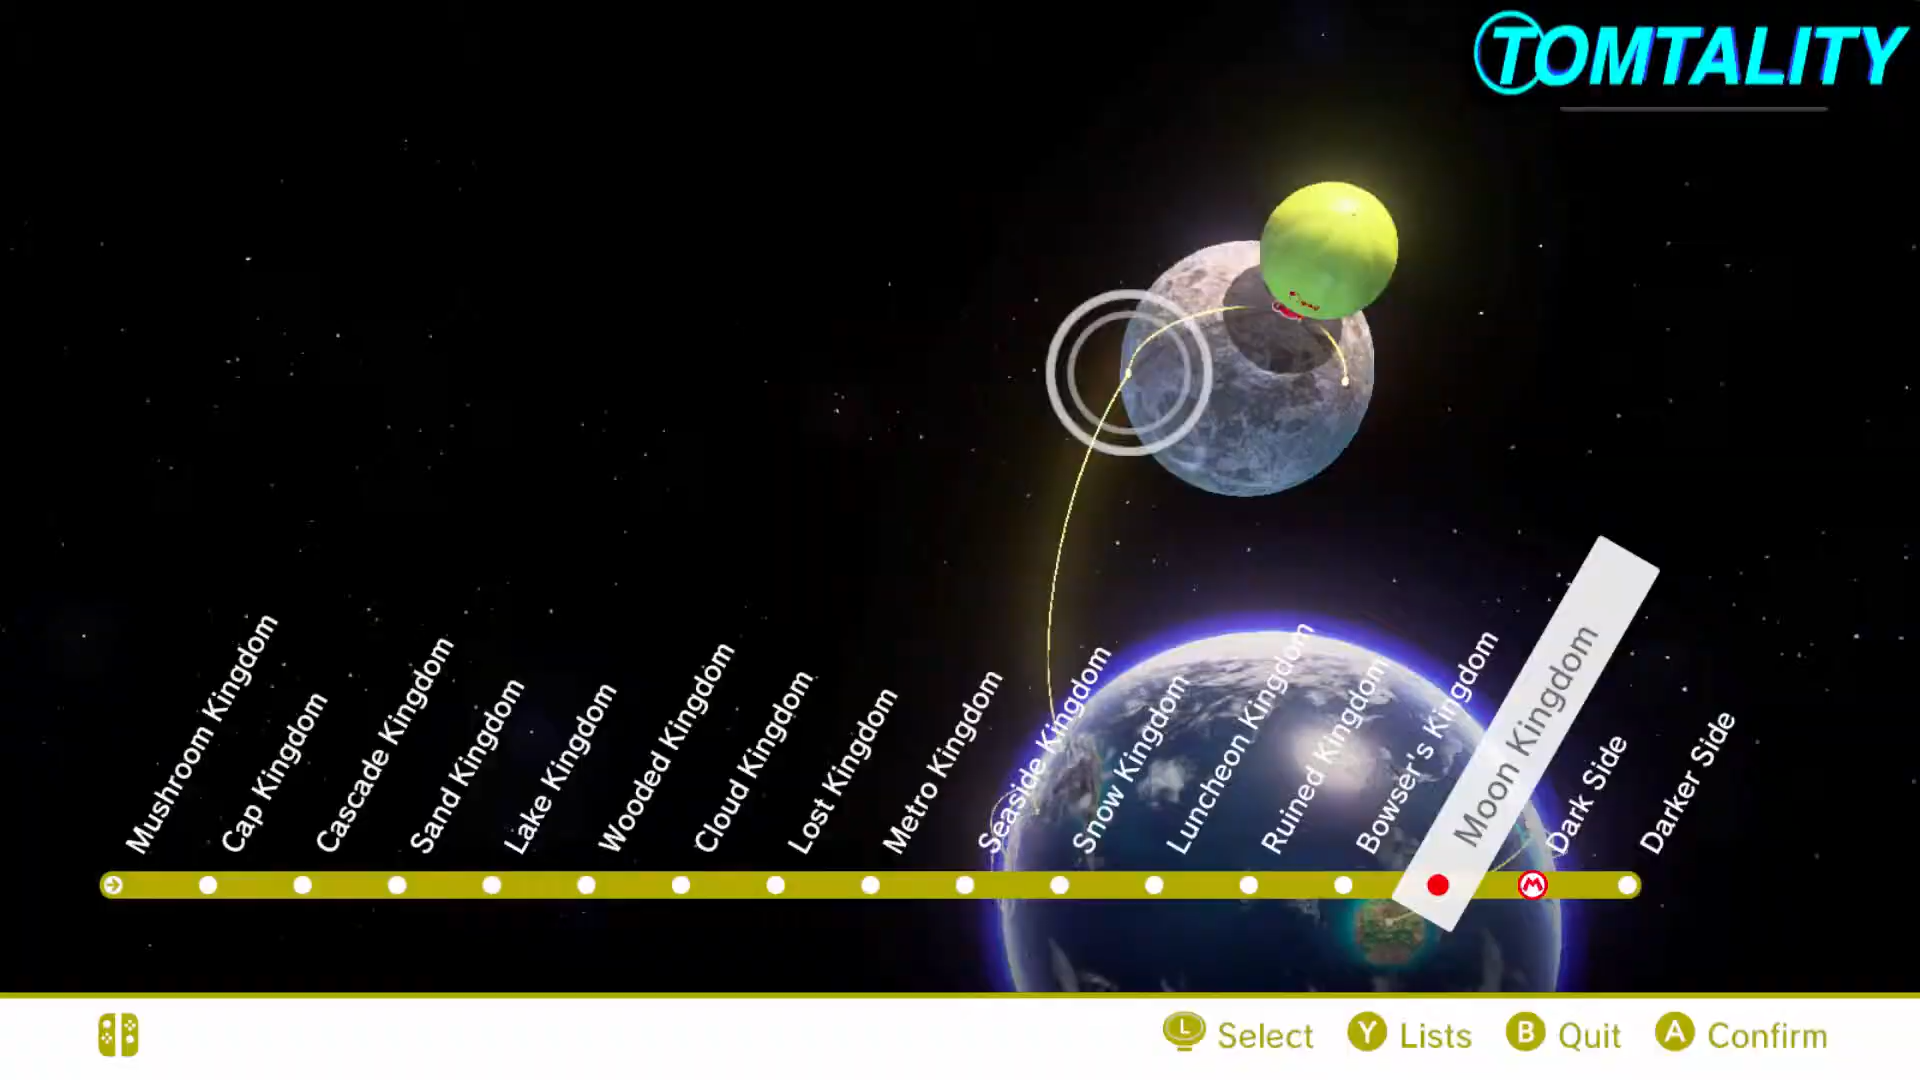 TOMTALITY
Mushroom Kingdom
Cap Kingdom
Cascade Kingdom
Sand Kingdom
Lake Kingdom
Wooded Kingdom
Cloud Kingdom
Lost Kingdom
Metro Kingdom
Seaside Kingdom
Snow Kingdom
Luncheon Kingdom
Ruined Kingdom
Bowser's Kingdom
Moon Kingdom
Dark Side
Darker Side
M
L Select Y Lists B Quit A Confirm